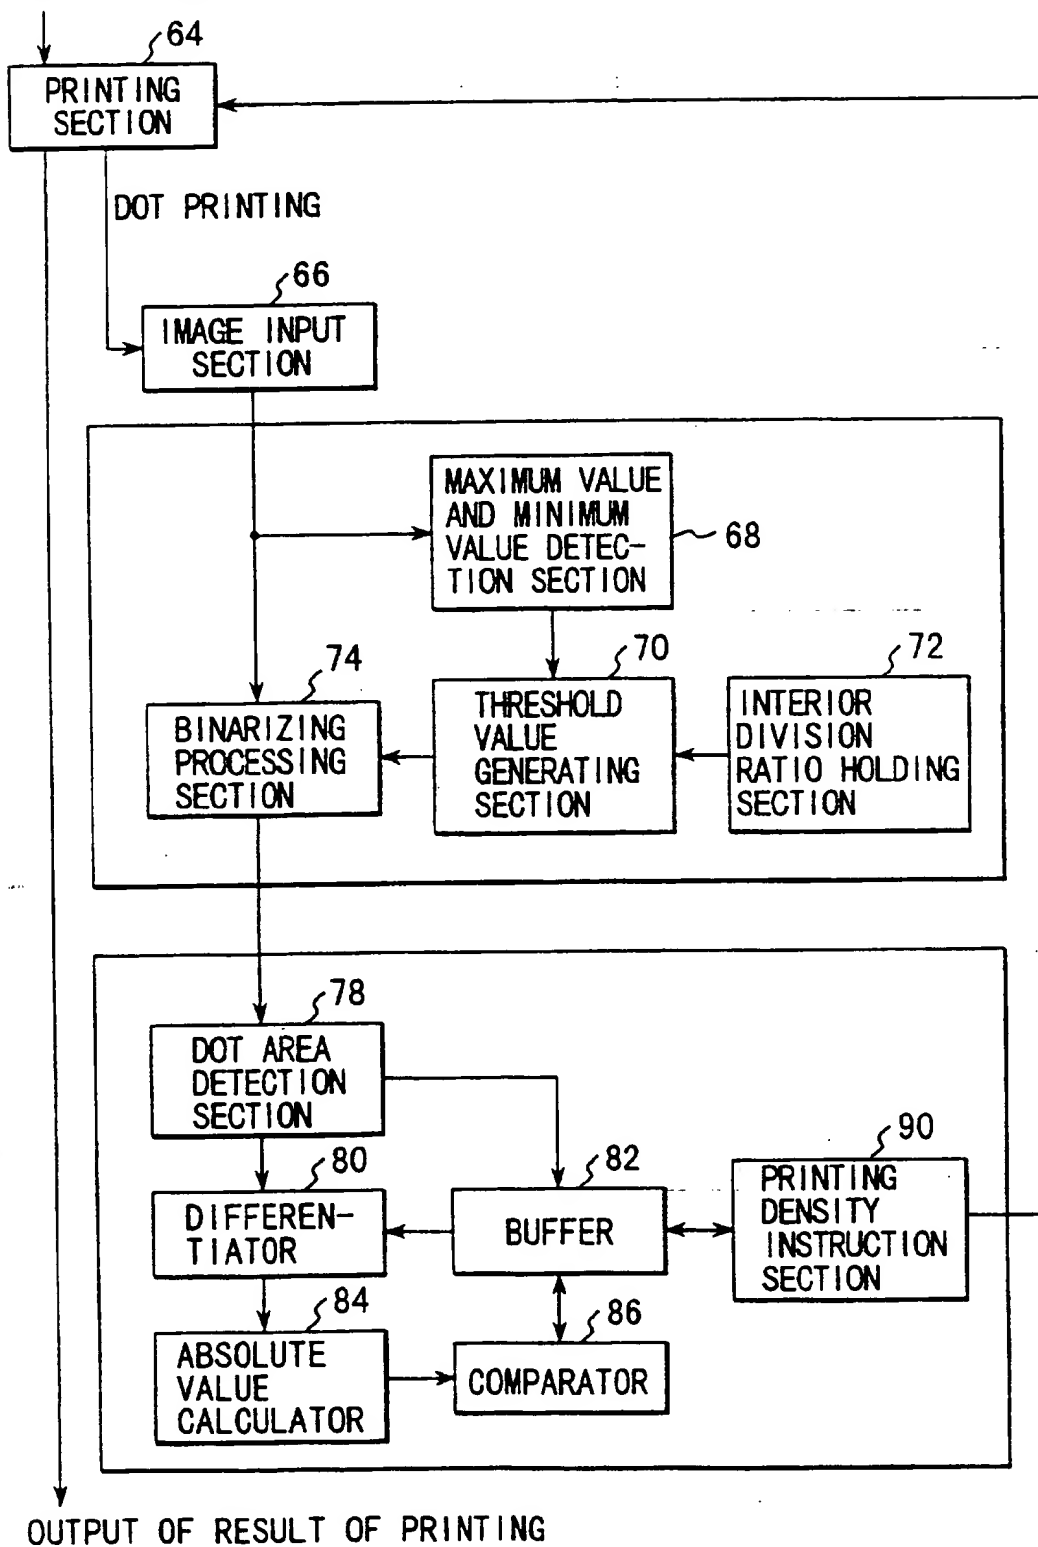 64
PRINTING
SECTION
DOT PRINTING
66
IMAGE INPUT
SECTION
MAXIMUM VALUE
AND MINIMUM
VALUE DETEC-
TION SECTION
68
74
BINARIZING
PROCESSING
SECTION
70
THRESHOLD
VALUE
GENERATING
SECTION
72
INTERIOR
DIVISION
RATIO HOLDING
SECTION
78
DOT AREA
DETECTION
SECTION
80
DIFFEREN-
TIATOR
82
BUFFER
90
PRINTING
DENSITY
INSTRUCTION
SECTION
84
ABSOLUTE
VALUE
CALCULATOR
86
COMPARATOR
OUTPUT OF RESULT OF PRINTING